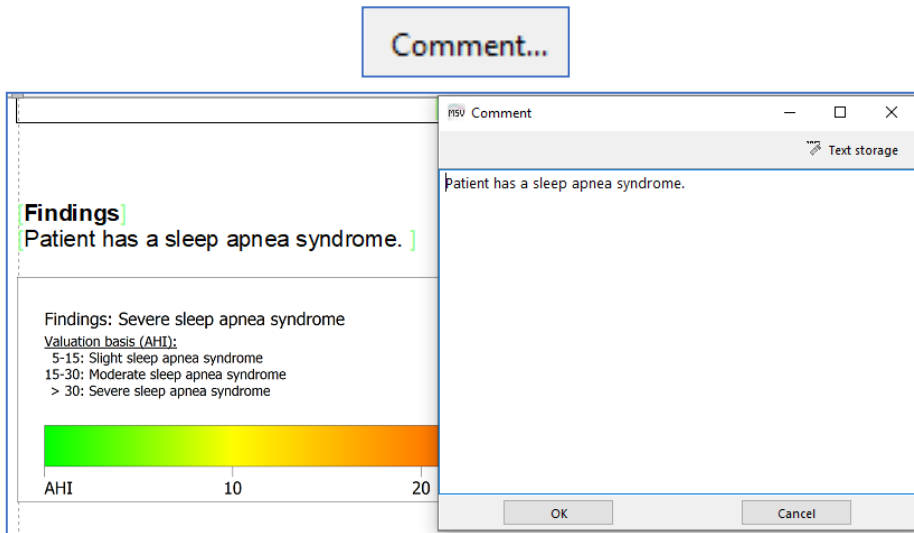 Comment...
MSV Comment
Text storage
Patient has a sleep apnea syndrome.
[Findings]
[Patient has a sleep apnea syndrome. ]
Findings: Severe sleep apnea syndrome
Valuation basis (AHI):
5-15: Slight sleep apnea syndrome
15-30: Moderate sleep apnea syndrome
> 30: Severe sleep apnea syndrome
AHI 10 20
OK Cancel